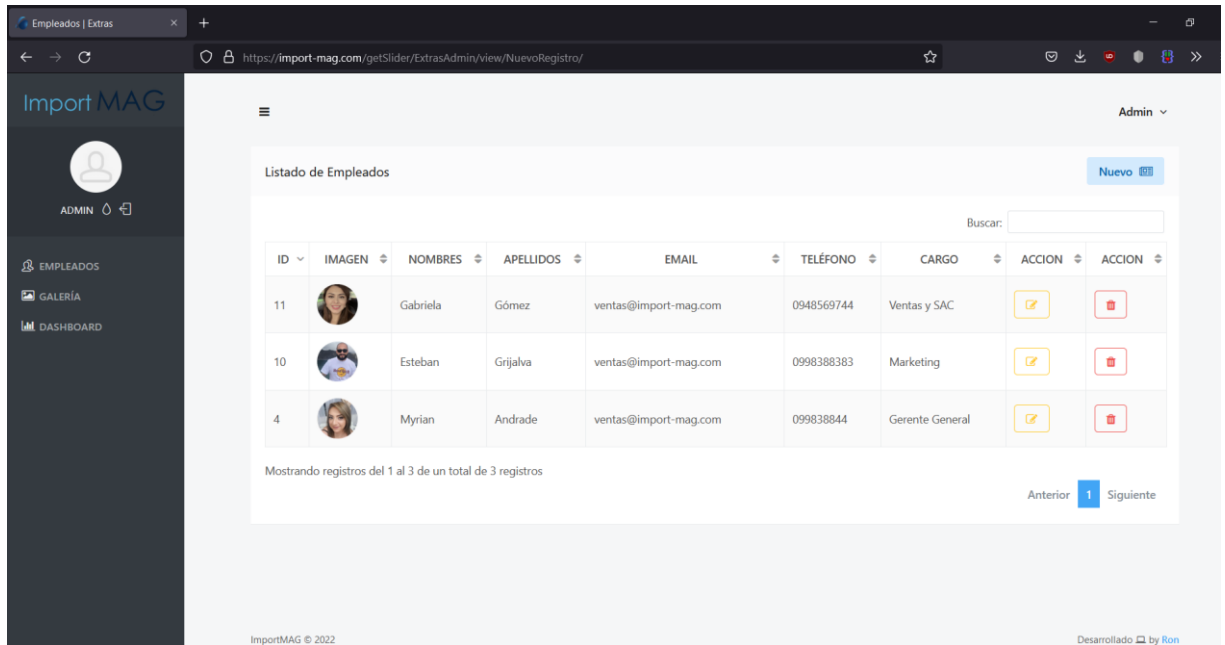 Empleados | Extras
https://import-mag.com/getSlider/ExtrasAdmin/view/NuevoRegistro/
Import MAG
Admin
Listado de Empleados Nuevo
ADMIN
Buscar:
EMPLEADOS
GALERÍA
DASHBOARD
ID IMAGEN NOMBRES APELLIDOS EMAIL TELÉFONO CARGO ACCION ACCION
11 Gabriela Gómez ventas@import-mag.com 0948569744 Ventas y SAC
10 Esteban Grijalva ventas@import-mag.com 0998388383 Marketing
4 Myrian Andrade ventas@import-mag.com 099838844 Gerente General
Mostrando registros del 1 al 3 de un total de 3 registros
Anterior 1 Siguiente
ImportMAG © 2022 Desarrollado by Ron